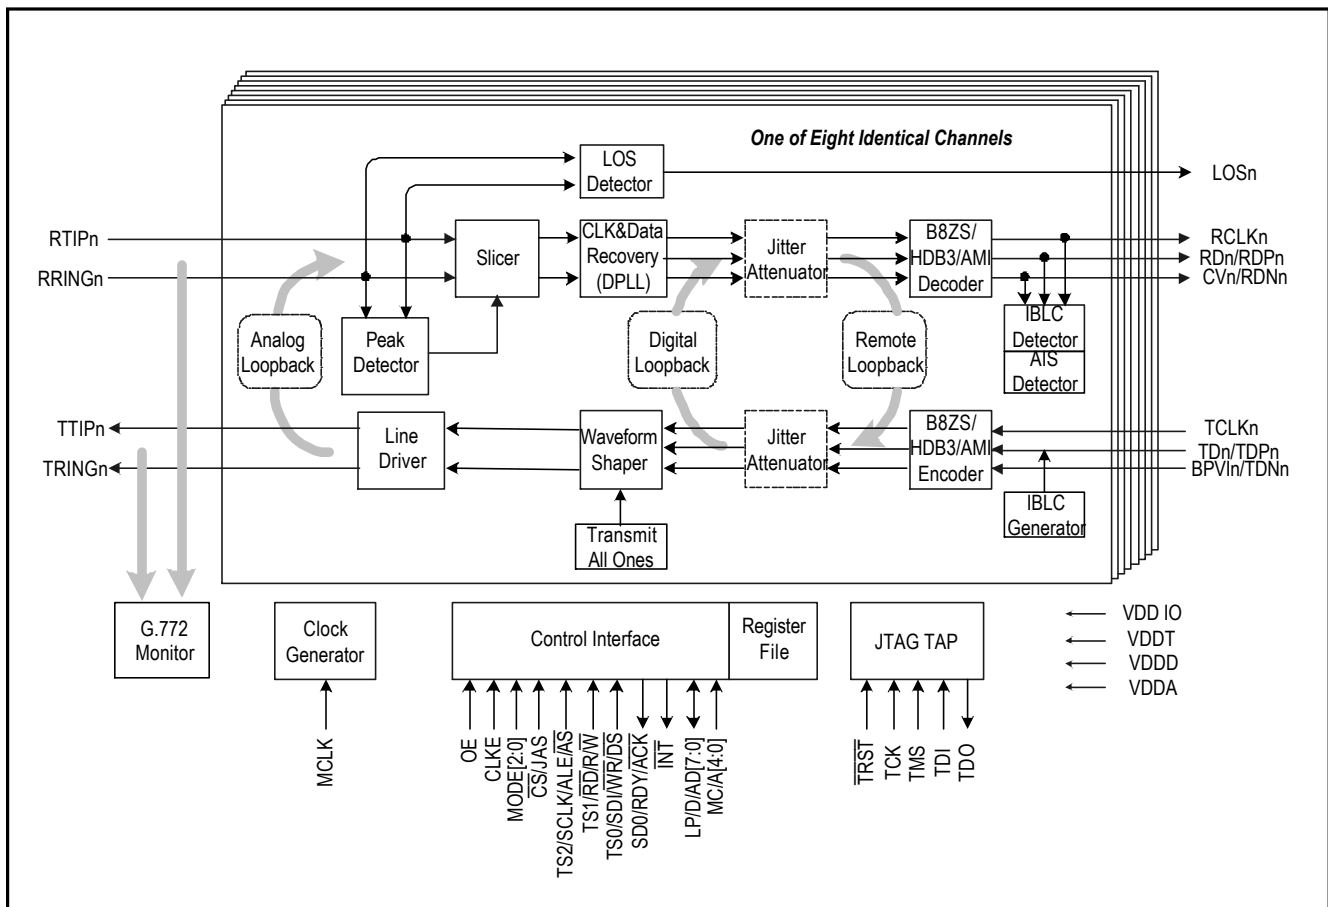 One of Eight Identical Channels
LOS
Detector
LOSn
RTIPn
RRINGn
Slicer
CLK&Data
Recovery
(DPLL)
Jitter
Attenuator
B8ZS/
HDB3/AMI
Decoder
RCLKn
RDn/RDPn
CVn/RDNn
Analog
Loopback
Peak
Detector
Digital
Loopback
Remote
Loopback
IBLC
Detector
AIS
Detector
TTIPn
TRINGn
Line
Driver
Waveform
Shaper
Jitter
Attenuator
B8ZS/
HDB3/AMI
Encoder
TCLKn
TDn/TDPn
BPVIn/TDNn
Transmit
All Ones
IBLC
Generator
G.772
Monitor
Clock
Generator
Control Interface
Register
File
JTAG TAP
VDD IO
VDDT
VDDD
VDDA
MCLK
OE
CLKE
MODE[2:0]
CS/JAS
TS2/SCLK/ALE/AS
TS1/RD/R/W
TS0/SDI/WR/DS
SD0/RDY/ACK
INT
LP/D/AD[7:0]
MC/A[4:0]
TRST
TCK
TMS
TDI
TDO